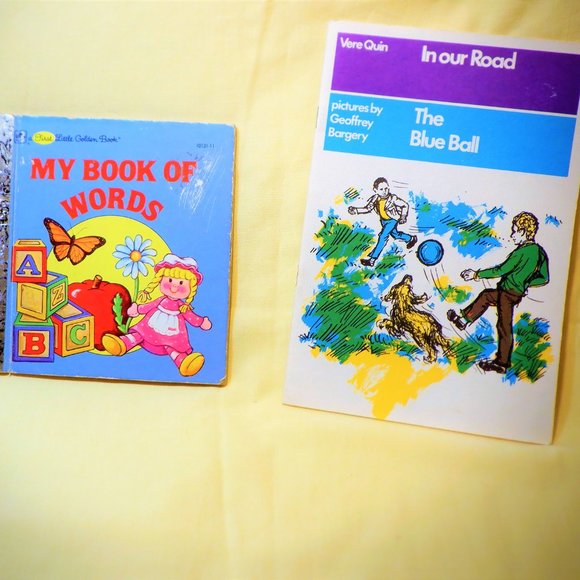 a First Little Golden Book
MY BOOK OF
WORDS
A
Z
B
C
Vere Quin
In our Road
pictures by
Geoffrey
Bargery
The
Blue Ball